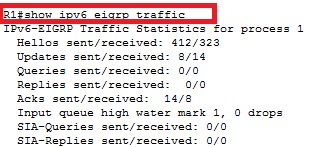 R1#show ipv6 eigrp traffic
IPv6-EIGRP Traffic Statistics for process 1
Hellos sent/received: 412/323
Updates sent/received: 8/14
Queries sent/received: 0/0
Replies sent/received: 0/0
Acks sent/received: 14/8
Input queue high water mark 1, 0 drops
SIA-Queries sent/received: 0/0
SIA-Replies sent/received: 0/0